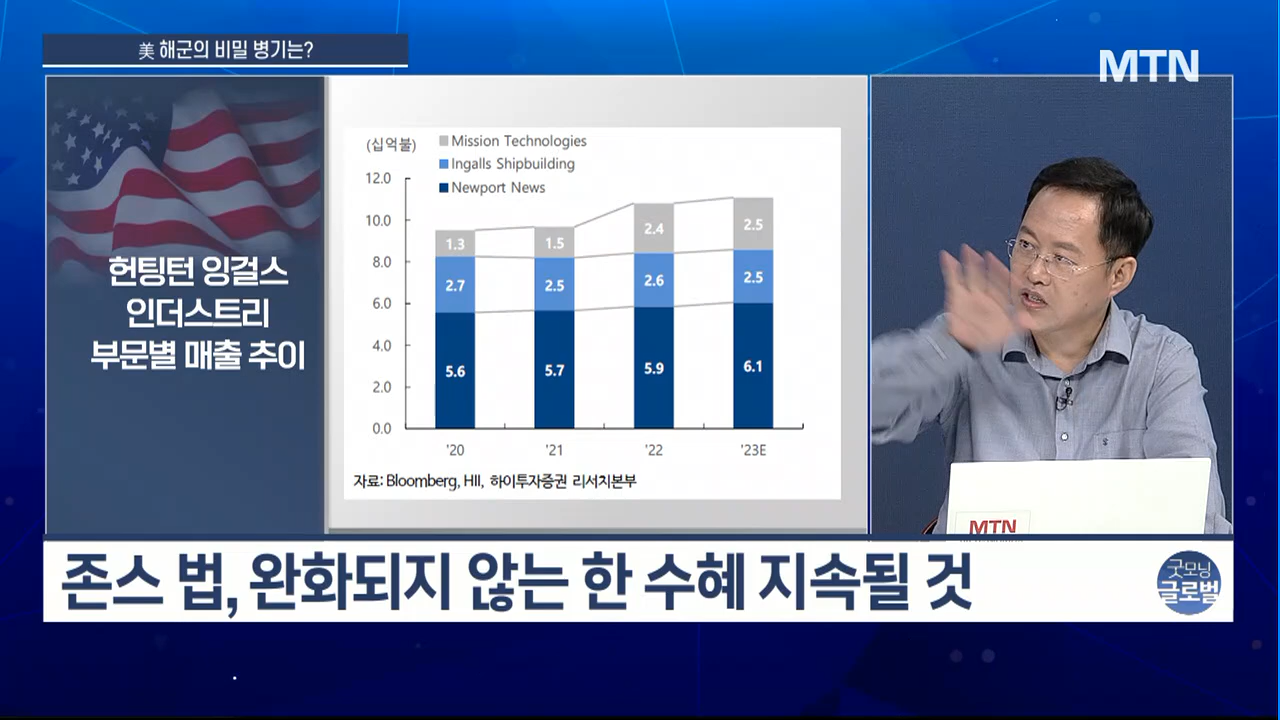 美 해군의 비밀 병기는?
MTN
헌팅턴 잉걸스
인더스트리
부문별 매출 추이
(십억불)
Mission Technologies
Ingalls Shipbuilding
Newport News
12.0
10.0
8.0
6.0
4.0
2.0
0.0
1.3
1.5
2.4
2.5
2.7
2.5
2.6
2.5
5.6
5.7
5.9
6.1
'20
'21
'22
'23E
자료: Bloomberg, HII, 하이투자증권 리서치본부
MTN
존스 법, 완화되지 않는 한 수혜 지속될 것
굿모닝
글로벌